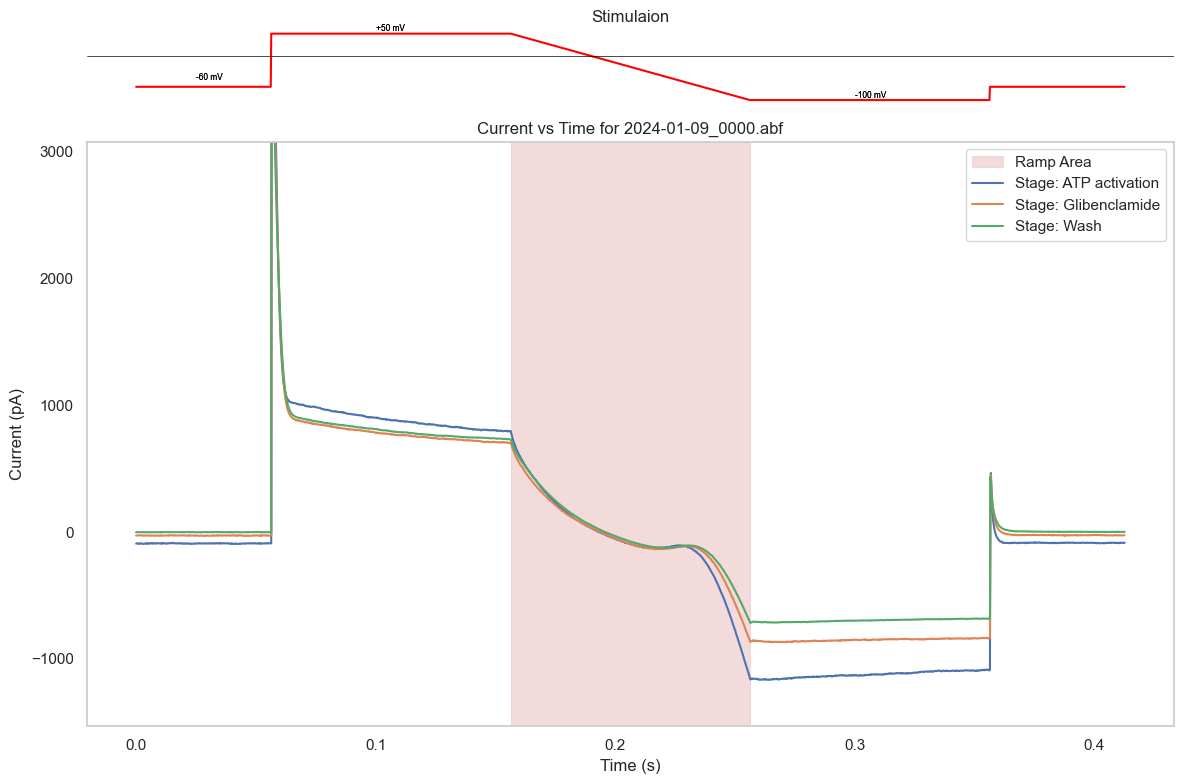 Stimulaion
+50 mV
-60 mV
-100 mV
Current vs Time for 2024-01-09_0000.abf
3000
2000
1000
0
−1000
Current (pA)
Ramp Area
Stage: ATP activation
Stage: Glibenclamide
Stage: Wash
0.0 0.1 0.2 0.3 0.4
Time (s)